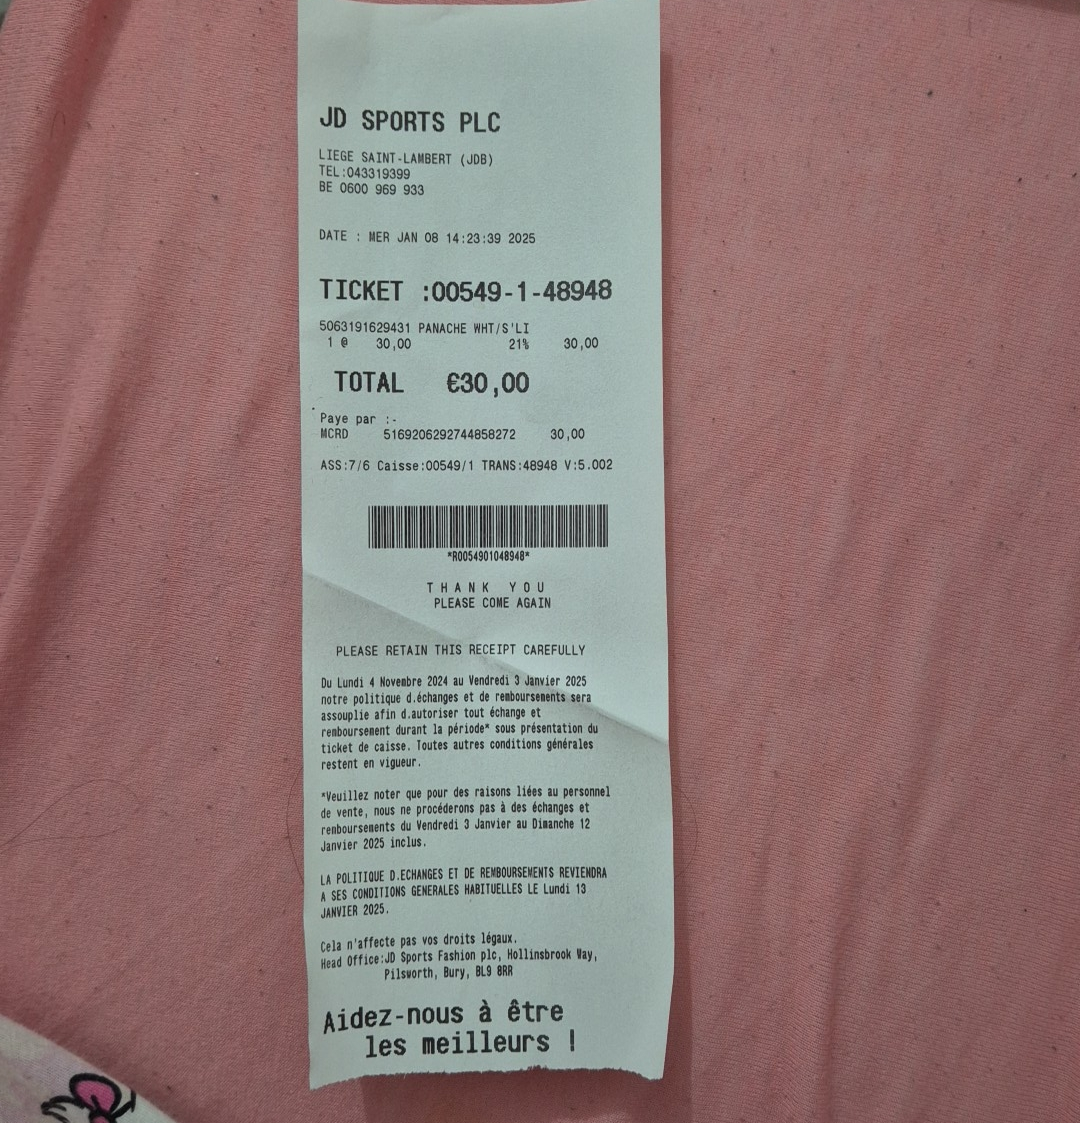 JD SPORTS PLC
LIEGE SAINT-LAMBERT (JDB)
TEL:043319399
BE 0600 969 933
DATE : MER JAN 08 14:23:39 2025
TICKET :00549-1-48948
5063191629431 PANACHE WHT/S'LI
1 @ 30,00 21% 30,00
TOTAL €30,00
Paye par :-
MCRD 5169206292744858272 30,00
ASS:7/6 Caisse:00549/1 TRANS:48948 V:5.002
*R0054901048948*
THANK YOU
PLEASE COME AGAIN
PLEASE RETAIN THIS RECEIPT CAREFULLY
Du Lundi 4 Novembre 2024 au Vendredi 3 Janvier 2025
notre politique d.échanges et de remboursements sera
assouplie afin d.autoriser tout échange et
remboursement durant la période* sous présentation du
ticket de caisse. Toutes autres conditions générales
restent en vigueur.
*Veuillez noter que pour des raisons liées au personnel
de vente, nous ne procéderons pas à des échanges et
remboursements du Vendredi 3 Janvier au Dimanche 12
Janvier 2025 inclus.
LA POLITIQUE D.ECHANGES ET DE REMBOURSEMENTS REVIENDRA
A SES CONDITIONS GENERALES HABITUELLES LE Lundi 13
JANVIER 2025.
Cela n'affecte pas vos droits légaux.
Head Office:JD Sports Fashion plc, Hollinsbrook Way,
Pilsworth, Bury, BL9 8RR
Aidez-nous à être
les meilleurs !